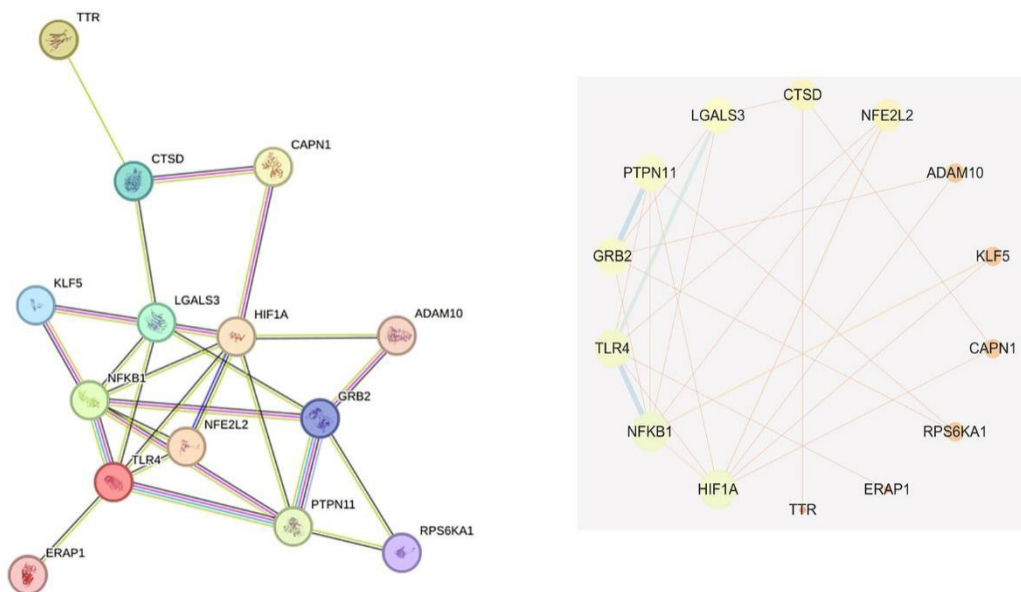 TTR
CTSD
CAPN1
KLF5
LGALS3
HIF1A
ADAM10
NFKB1
GRB2
NFE2L2
TLR4
PTPN11
RPS6KA1
ERAP1
CTSD
LGALS3
NFE2L2
PTPN11
ADAM10
GRB2
KLF5
TLR4
CAPN1
NFKB1
RPS6KA1
HIF1A
ERAP1
TTR